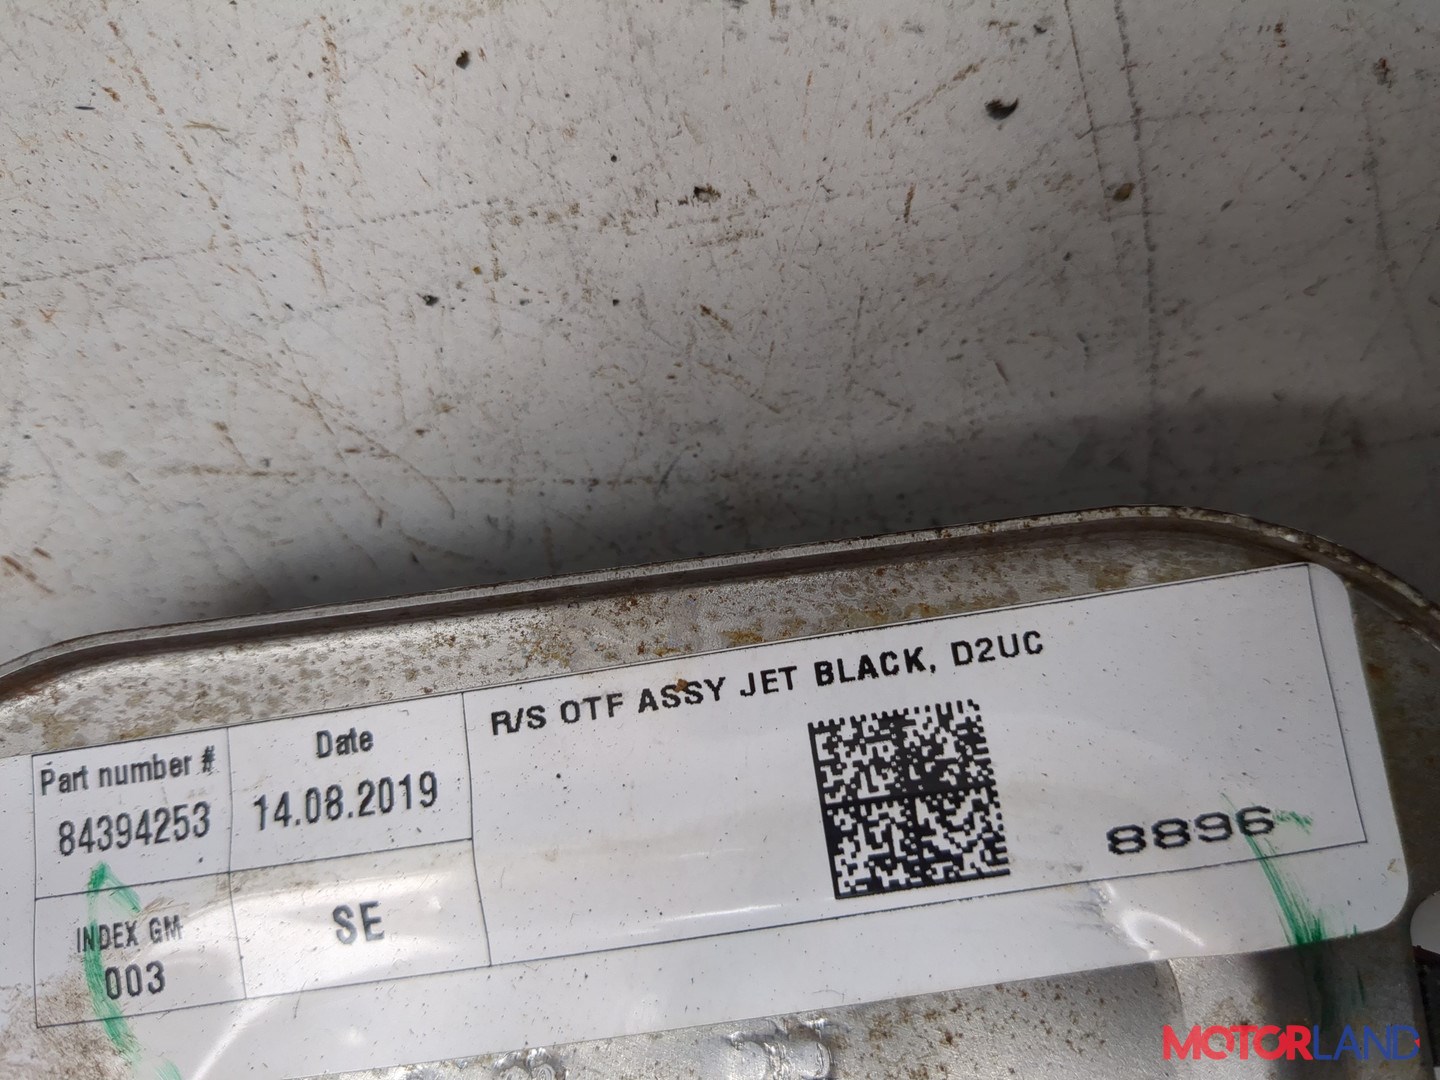 R/S OTF ASSY JET BLACK, D2UC
Part number #
84394253
Date
14.08.2019
INDEX GM
003
SE
8896
MOTORLAND